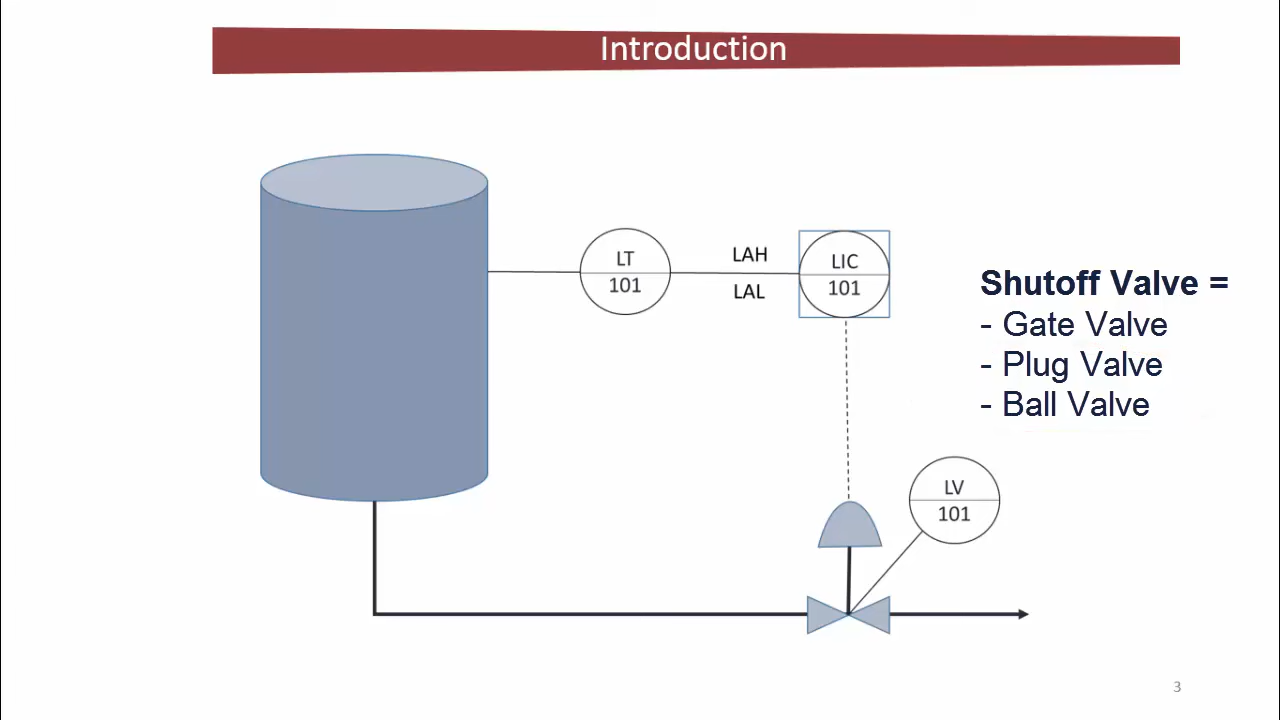 Introduction
LT
101
LAH
LAL
LIC
101
Shutoff Valve =
- Gate Valve
- Plug Valve
- Ball Valve
LV
101
3